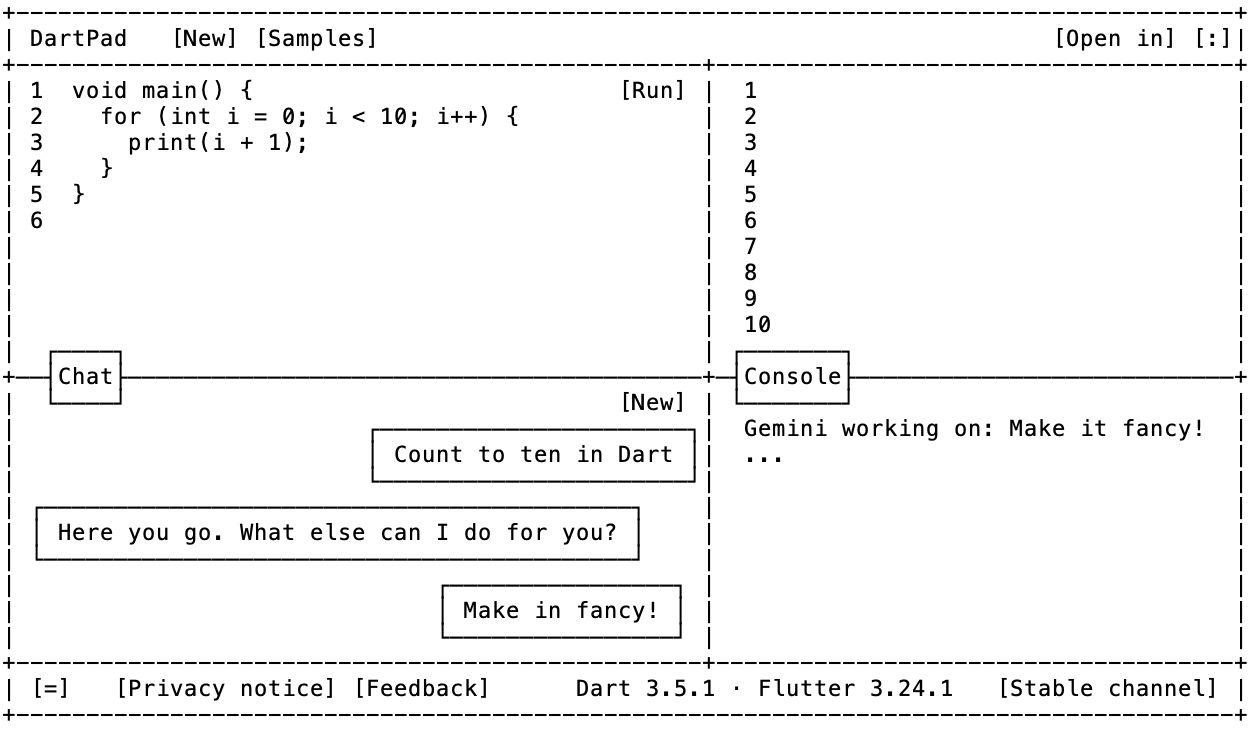 DartPad [New] [Samples] [Open in] [:]
1 void main() { [Run]
2 for (int i = 0; i < 10; i++) {
3 print(i + 1);
4 }
5 }
6
1
2
3
4
5
6
7
8
9
10
Chat
[New]
Count to ten in Dart
Here you go. What else can I do for you?
Make in fancy!
Console
Gemini working on: Make it fancy!
...
[=] [Privacy notice] [Feedback] Dart 3.5.1 · Flutter 3.24.1 [Stable channel]